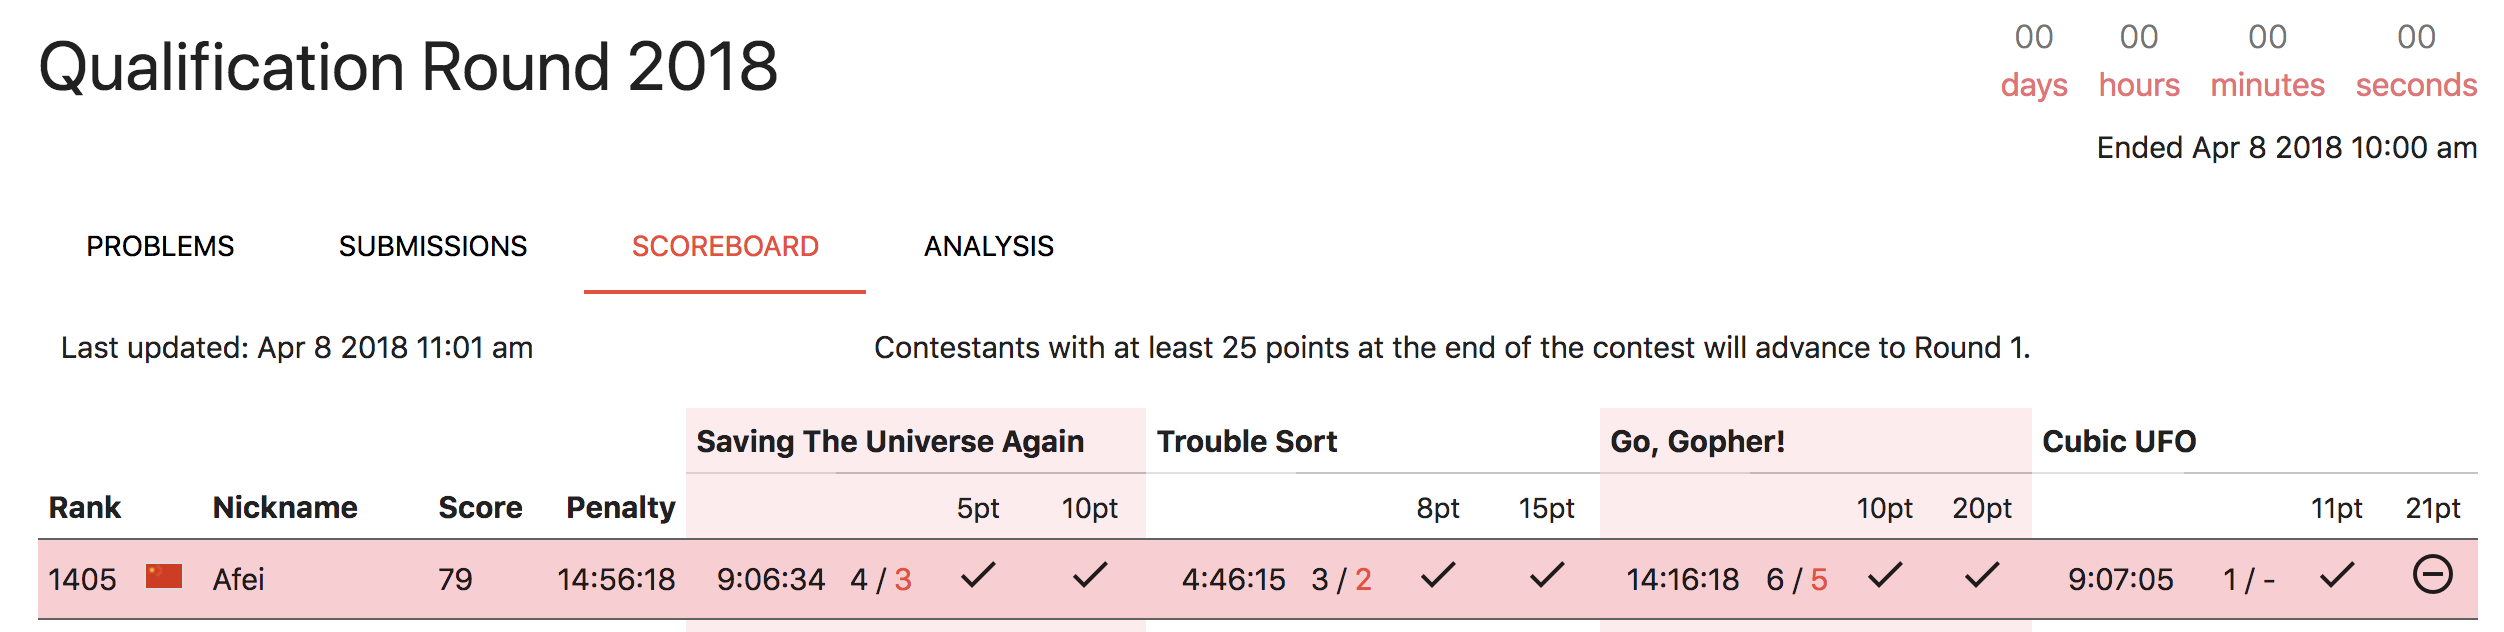 Qualification Round 2018
00 00 00 00
days hours minutes seconds
Ended Apr 8 2018 10:00 am
PROBLEMS SUBMISSIONS SCOREBOARD ANALYSIS
Last updated: Apr 8 2018 11:01 am Contestants with at least 25 points at the end of the contest will advance to Round 1.
Saving The Universe Again Trouble Sort Go, Gopher! Cubic UFO
Rank Nickname Score Penalty 5pt 10pt 8pt 15pt 10pt 20pt 11pt 21pt
1405 Afei 79 14:56:18 9:06:34 4 / 3 4:46:15 3 / 2 14:16:18 6 / 5 9:07:05 1 / -